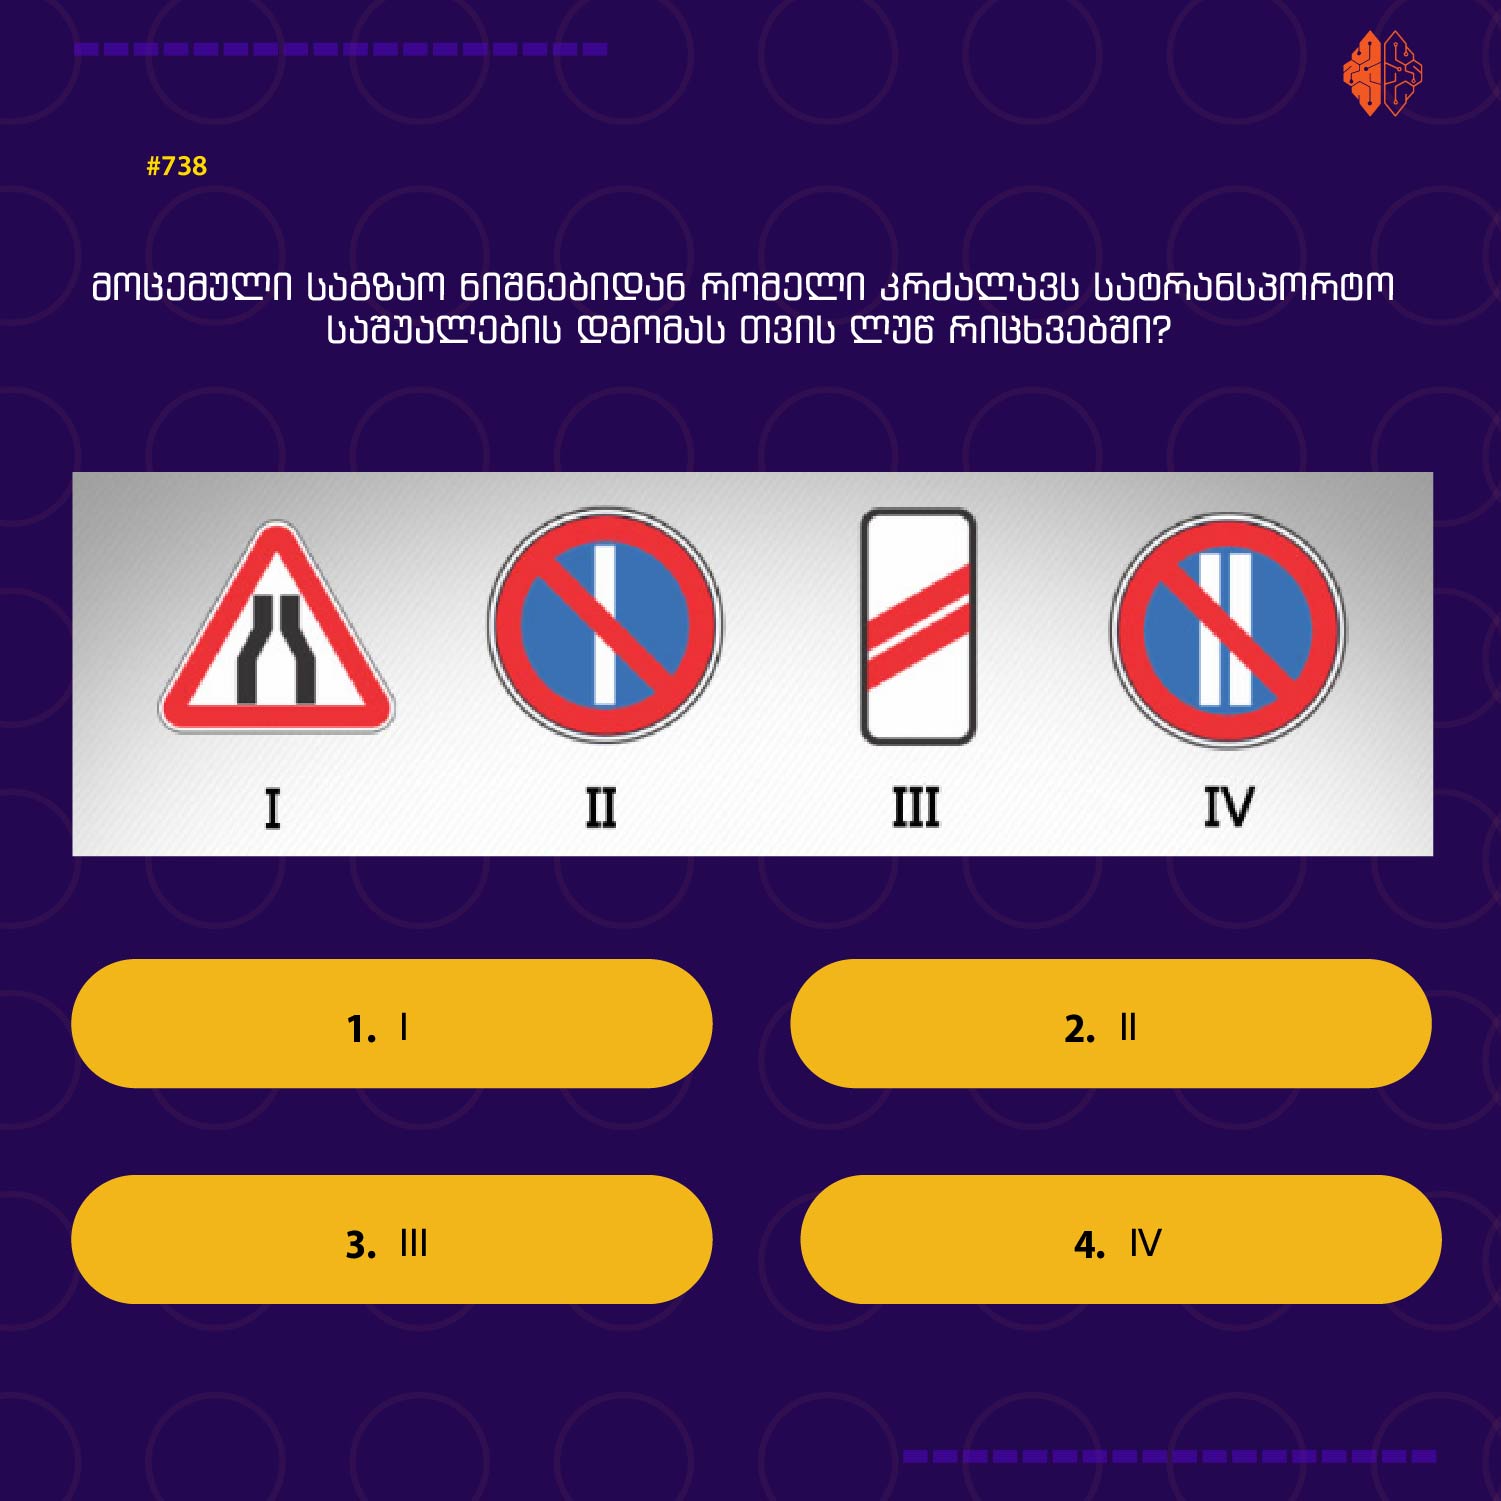 #738
მოცემული საგზაო ნიშნებიდან რომელი კრძალავს სატრანსპორტო
საშუალების დგომას თვის ლუწ რიცხვებში?
I II III IV
1. I
2. II
3. III
4. IV